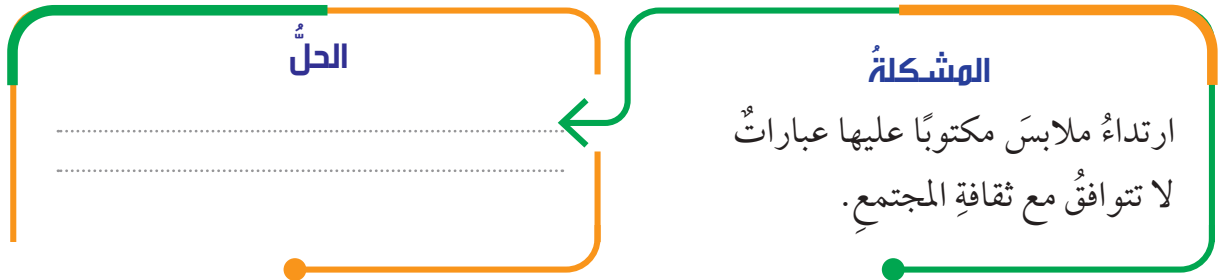 المشكلةُ
ارتداءُ ملابسَ مكتوبًا عليها عباراتٌ
لا تتوافقُ مع ثقافةِ المجتمعِ.
الحلُّ